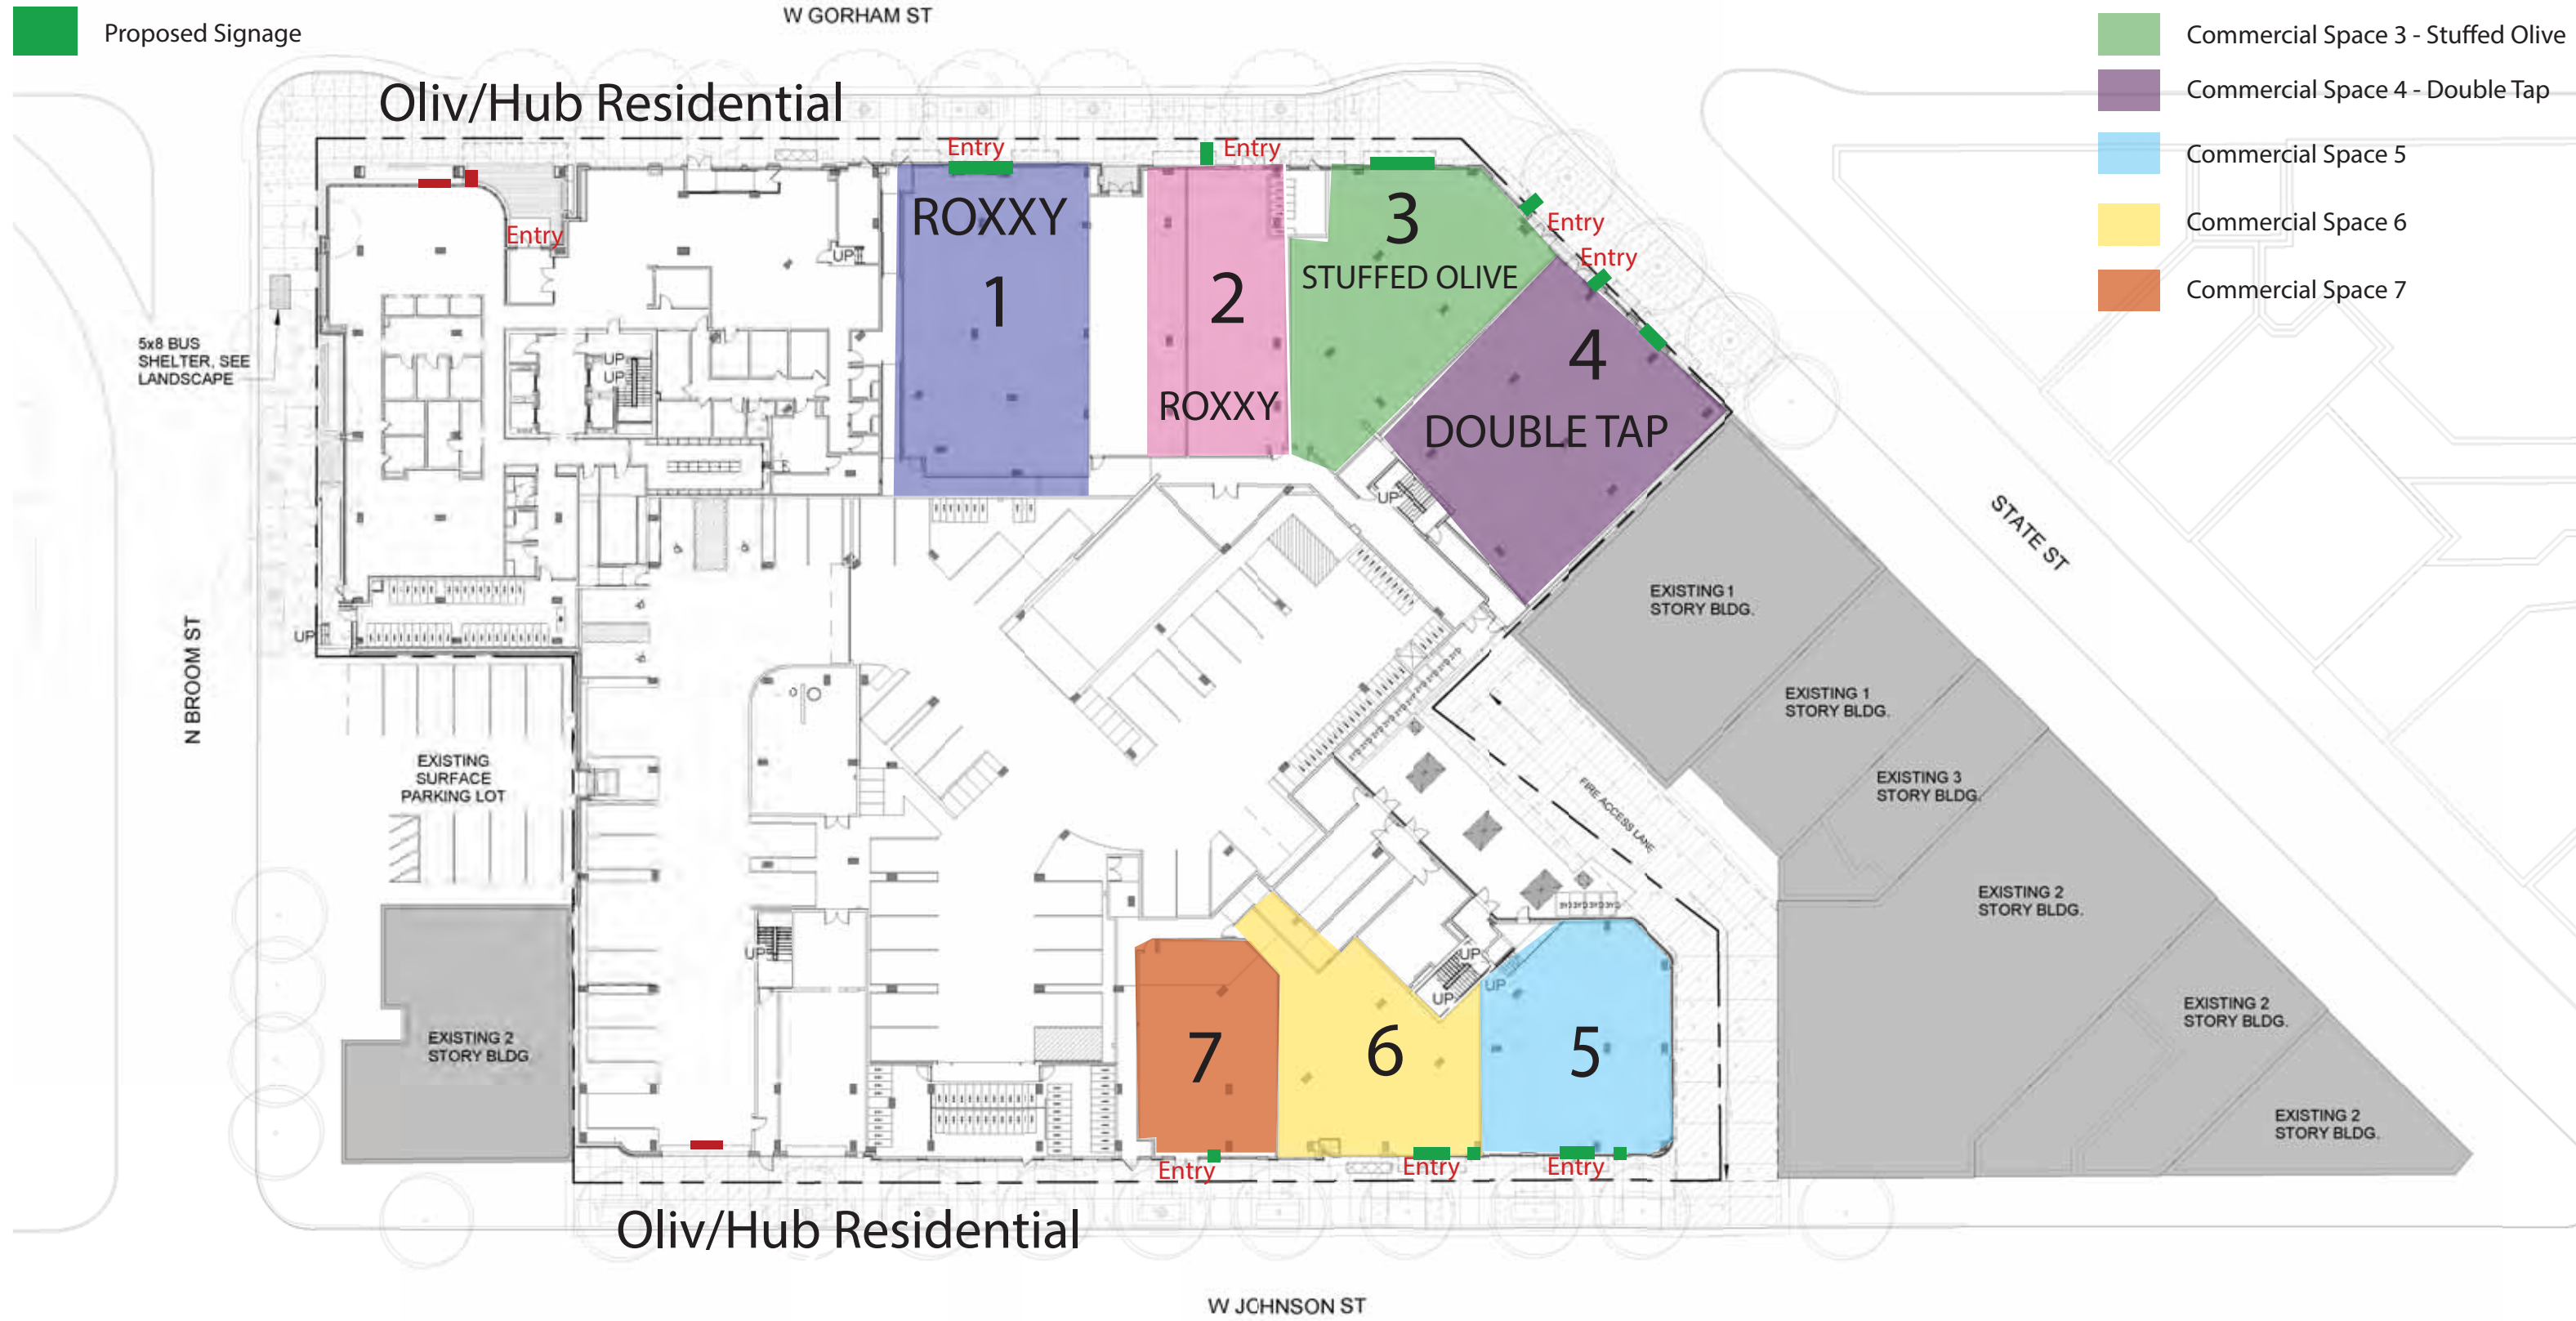 W GORHAM ST
Proposed Signage
Commercial Space 3 - Stuffed Olive
Commercial Space 4 - Double Tap
Commercial Space 5
Commercial Space 6
Commercial Space 7
Oliv/Hub Residential
Entry
Entry
Entry
Entry
Entry
Entry
ROXXY
1
2
ROXXY
3
STUFFED OLIVE
4
DOUBLE TAP
UP
UP
UP
UP
5x8 BUS
SHELTER, SEE
LANDSCAPE
STATE ST
N BROOM ST
UP
EXISTING 1
STORY BLDG.
EXISTING 1
STORY BLDG.
EXISTING 3
STORY BLDG.
EXISTING 2
STORY BLDG.
EXISTING 2
STORY BLDG.
EXISTING 2
STORY BLDG.
EXISTING
SURFACE
PARKING LOT
FIRE ACCESS LANE
EXISTING 2
STORY BLDG
UP
UP
UP
UP
7
6
5
Entry
Entry
Entry
Oliv/Hub Residential
W JOHNSON ST